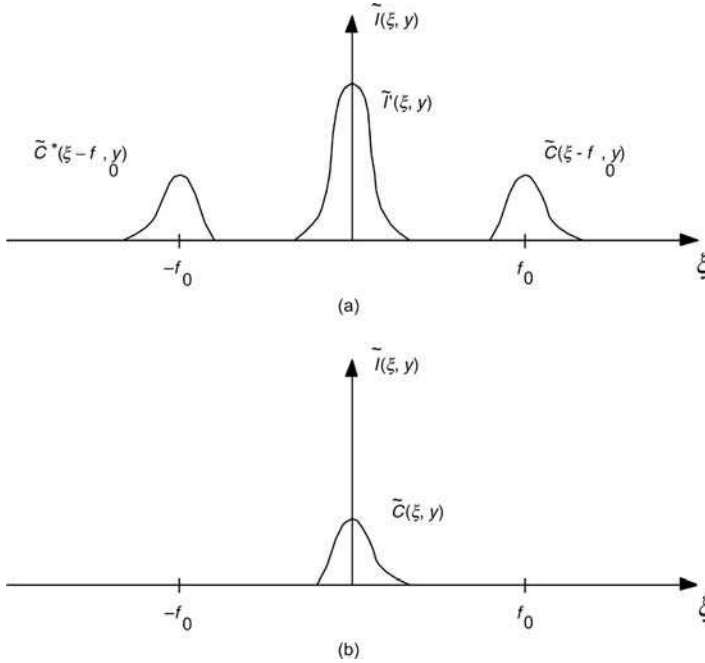 Ĩ(ξ, y)
Ĩ'(ξ, y)
C̃*(ξ – f₀, y)
C̃(ξ - f₀, y)
–f₀
f₀
ξ
(a)
Ĩ(ξ, y)
C̃(ξ, y)
–f₀
f₀
ξ
(b)